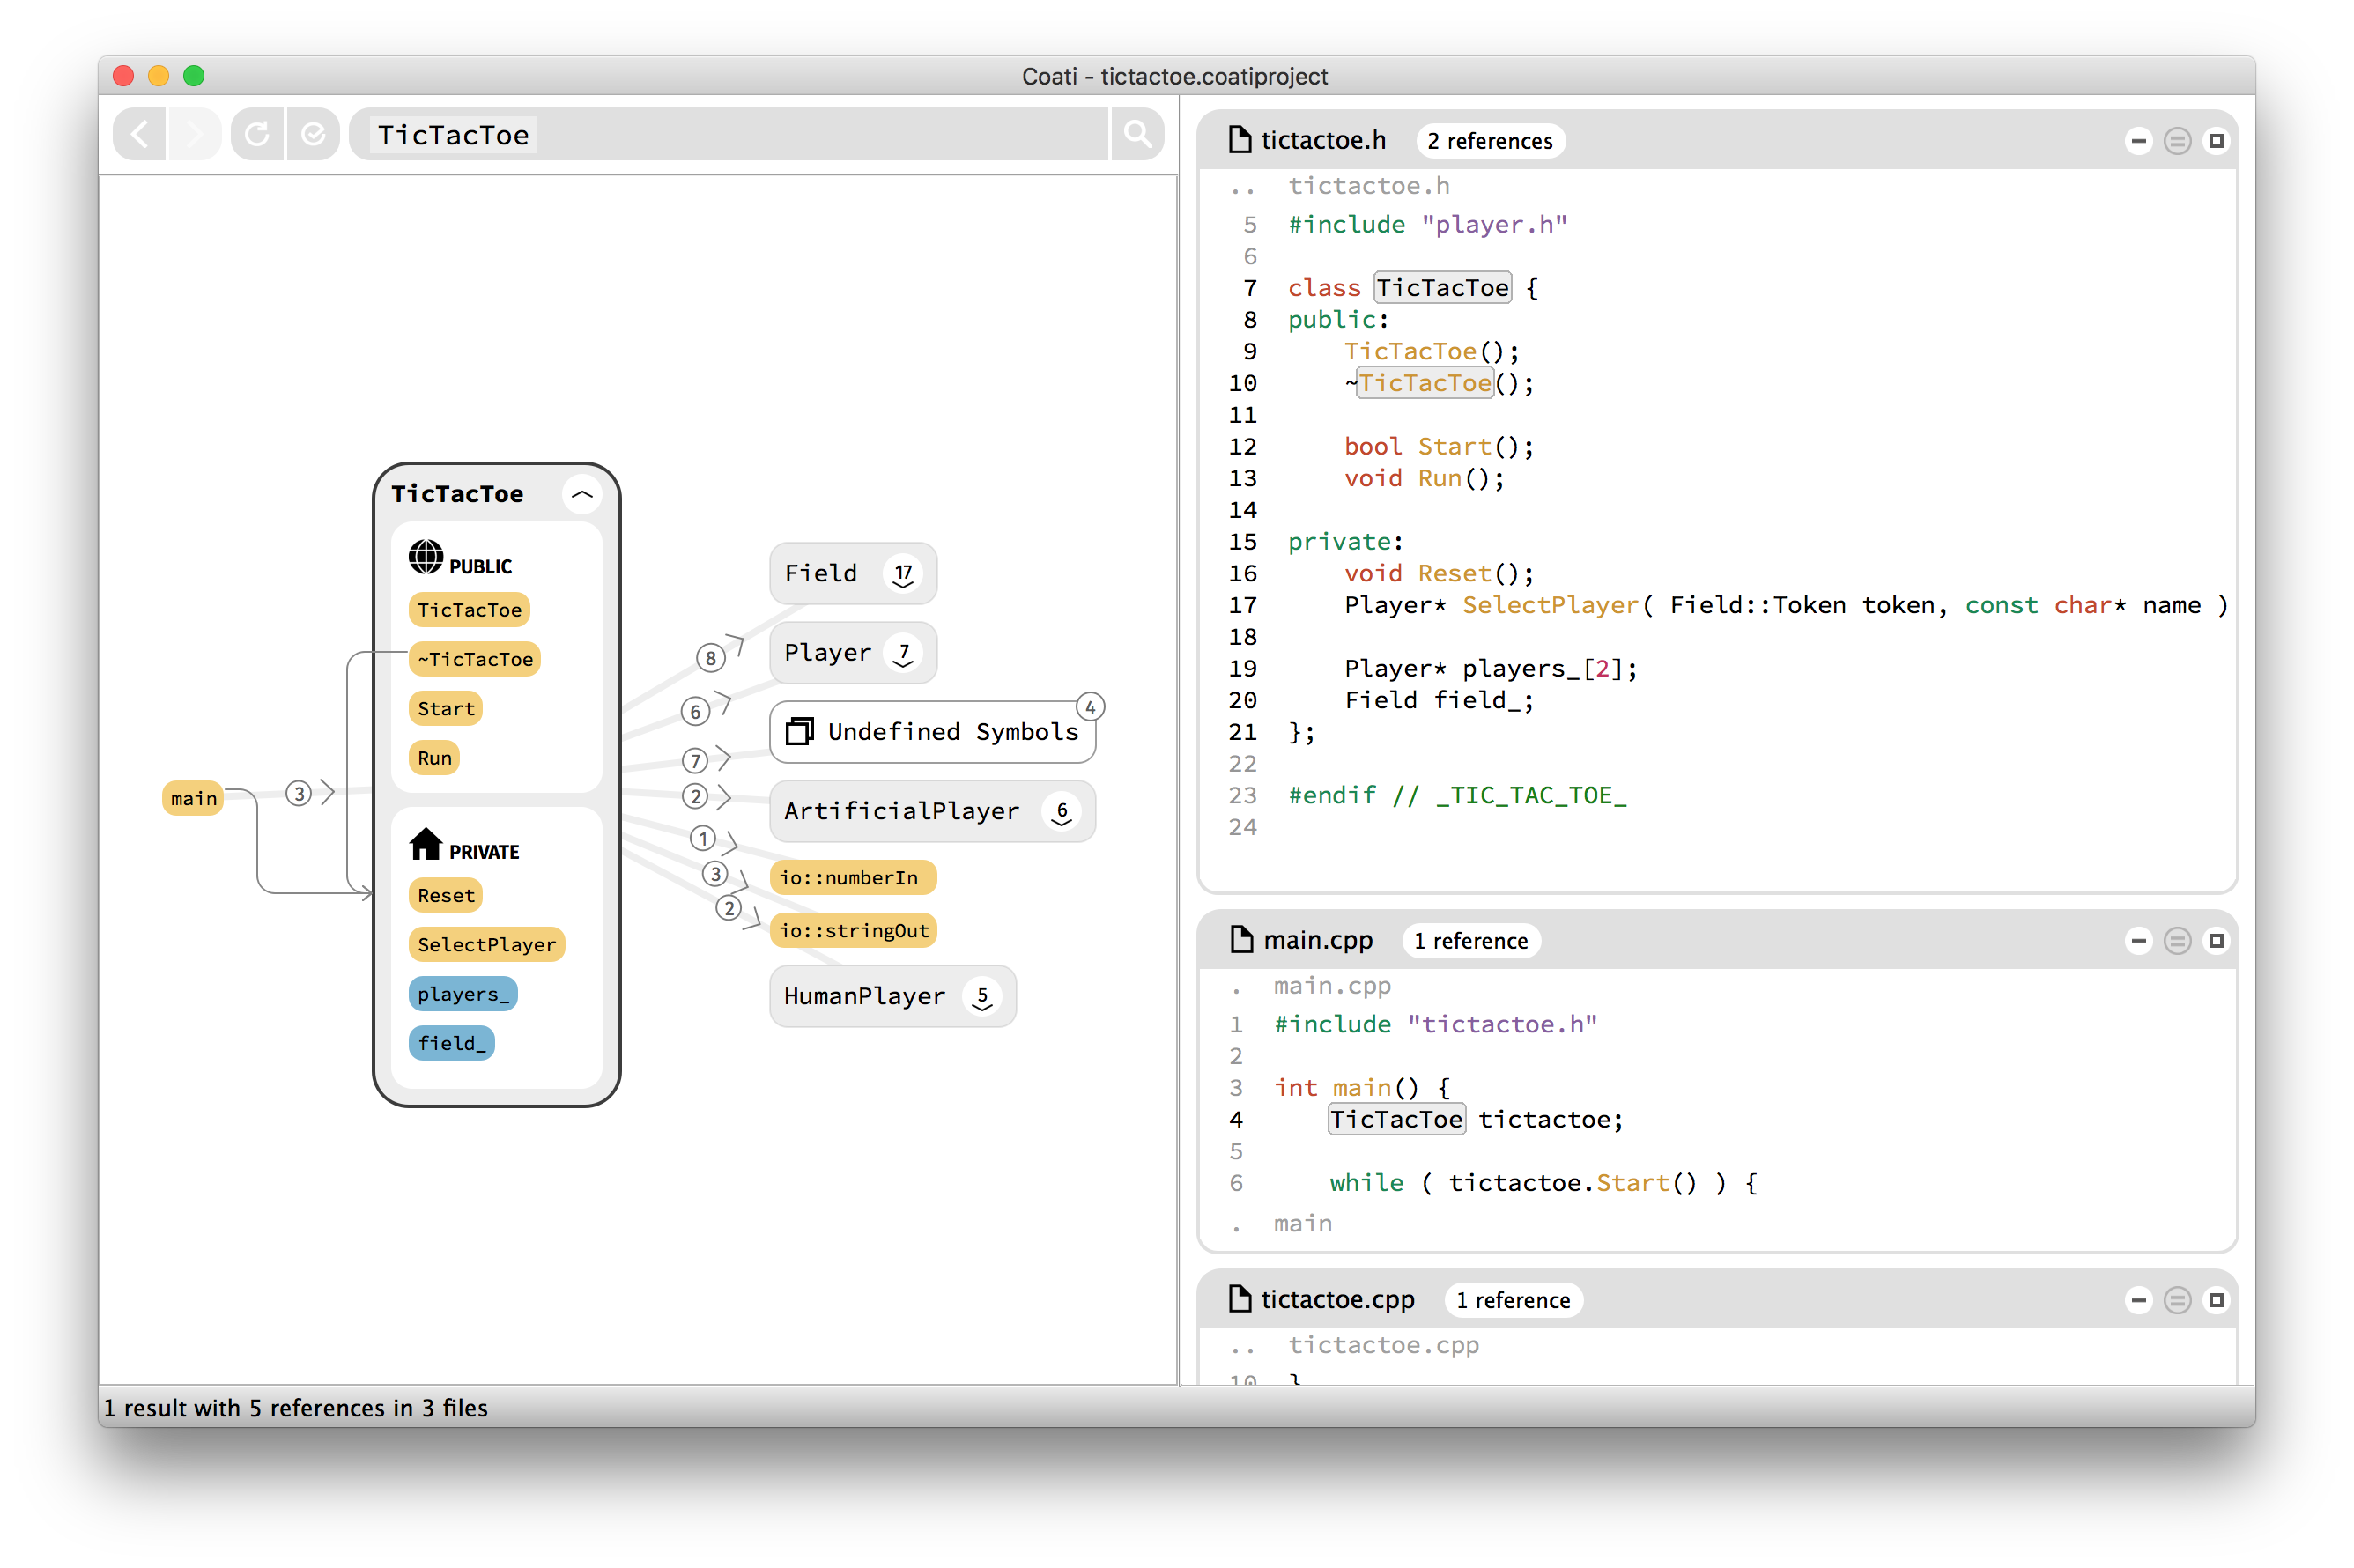 Coati - tictactoe.coatiproject
TicTacToe
TicTacToe
PUBLIC
TicTacToe
~TicTacToe
Start
Run
PRIVATE
Reset
SelectPlayer
players_
field_
main
3
8
6
7
2
1
3
2
Field 17
Player 7
Undefined Symbols 4
ArtificialPlayer 6
io::numberIn
io::stringOut
HumanPlayer 5
tictactoe.h 2 references
.. tictactoe.h
5 #include "player.h"
6
7 class TicTacToe {
8 public:
9 TicTacToe();
10 ~TicTacToe();
11
12 bool Start();
13 void Run();
14
15 private:
16 void Reset();
17 Player* SelectPlayer( Field::Token token, const char* name )
18
19 Player* players_[2];
20 Field field_;
21 };
22
23 #endif // _TIC_TAC_TOE_
24
main.cpp 1 reference
. main.cpp
1 #include "tictactoe.h"
2
3 int main() {
4 TicTacToe tictactoe;
5
6 while ( tictactoe.Start() ) {
. main
tictactoe.cpp 1 reference
.. tictactoe.cpp
10 }
1 result with 5 references in 3 files